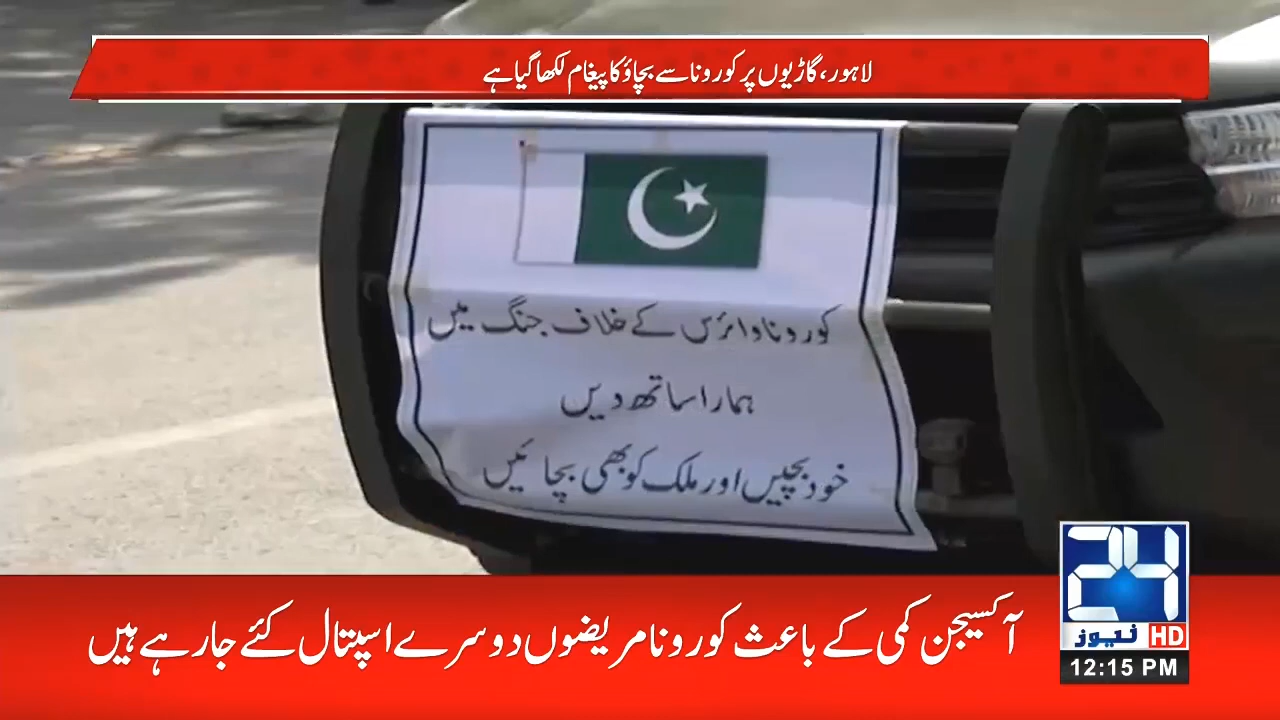 لاہور، گاڑیوں پر کورونا سے بچاؤ کا پیغام لکھا گیا ہے
کورونا وائرس کے خلاف جنگ میں
ہمارا ساتھ دیں
خود بچیں اور ملک کو بھی بچائیں
24
نیوز HD
آکسیجن کمی کے باعث کورونا مریضوں دوسرے اسپتال کئے جا رہے ہیں
12:15 PM